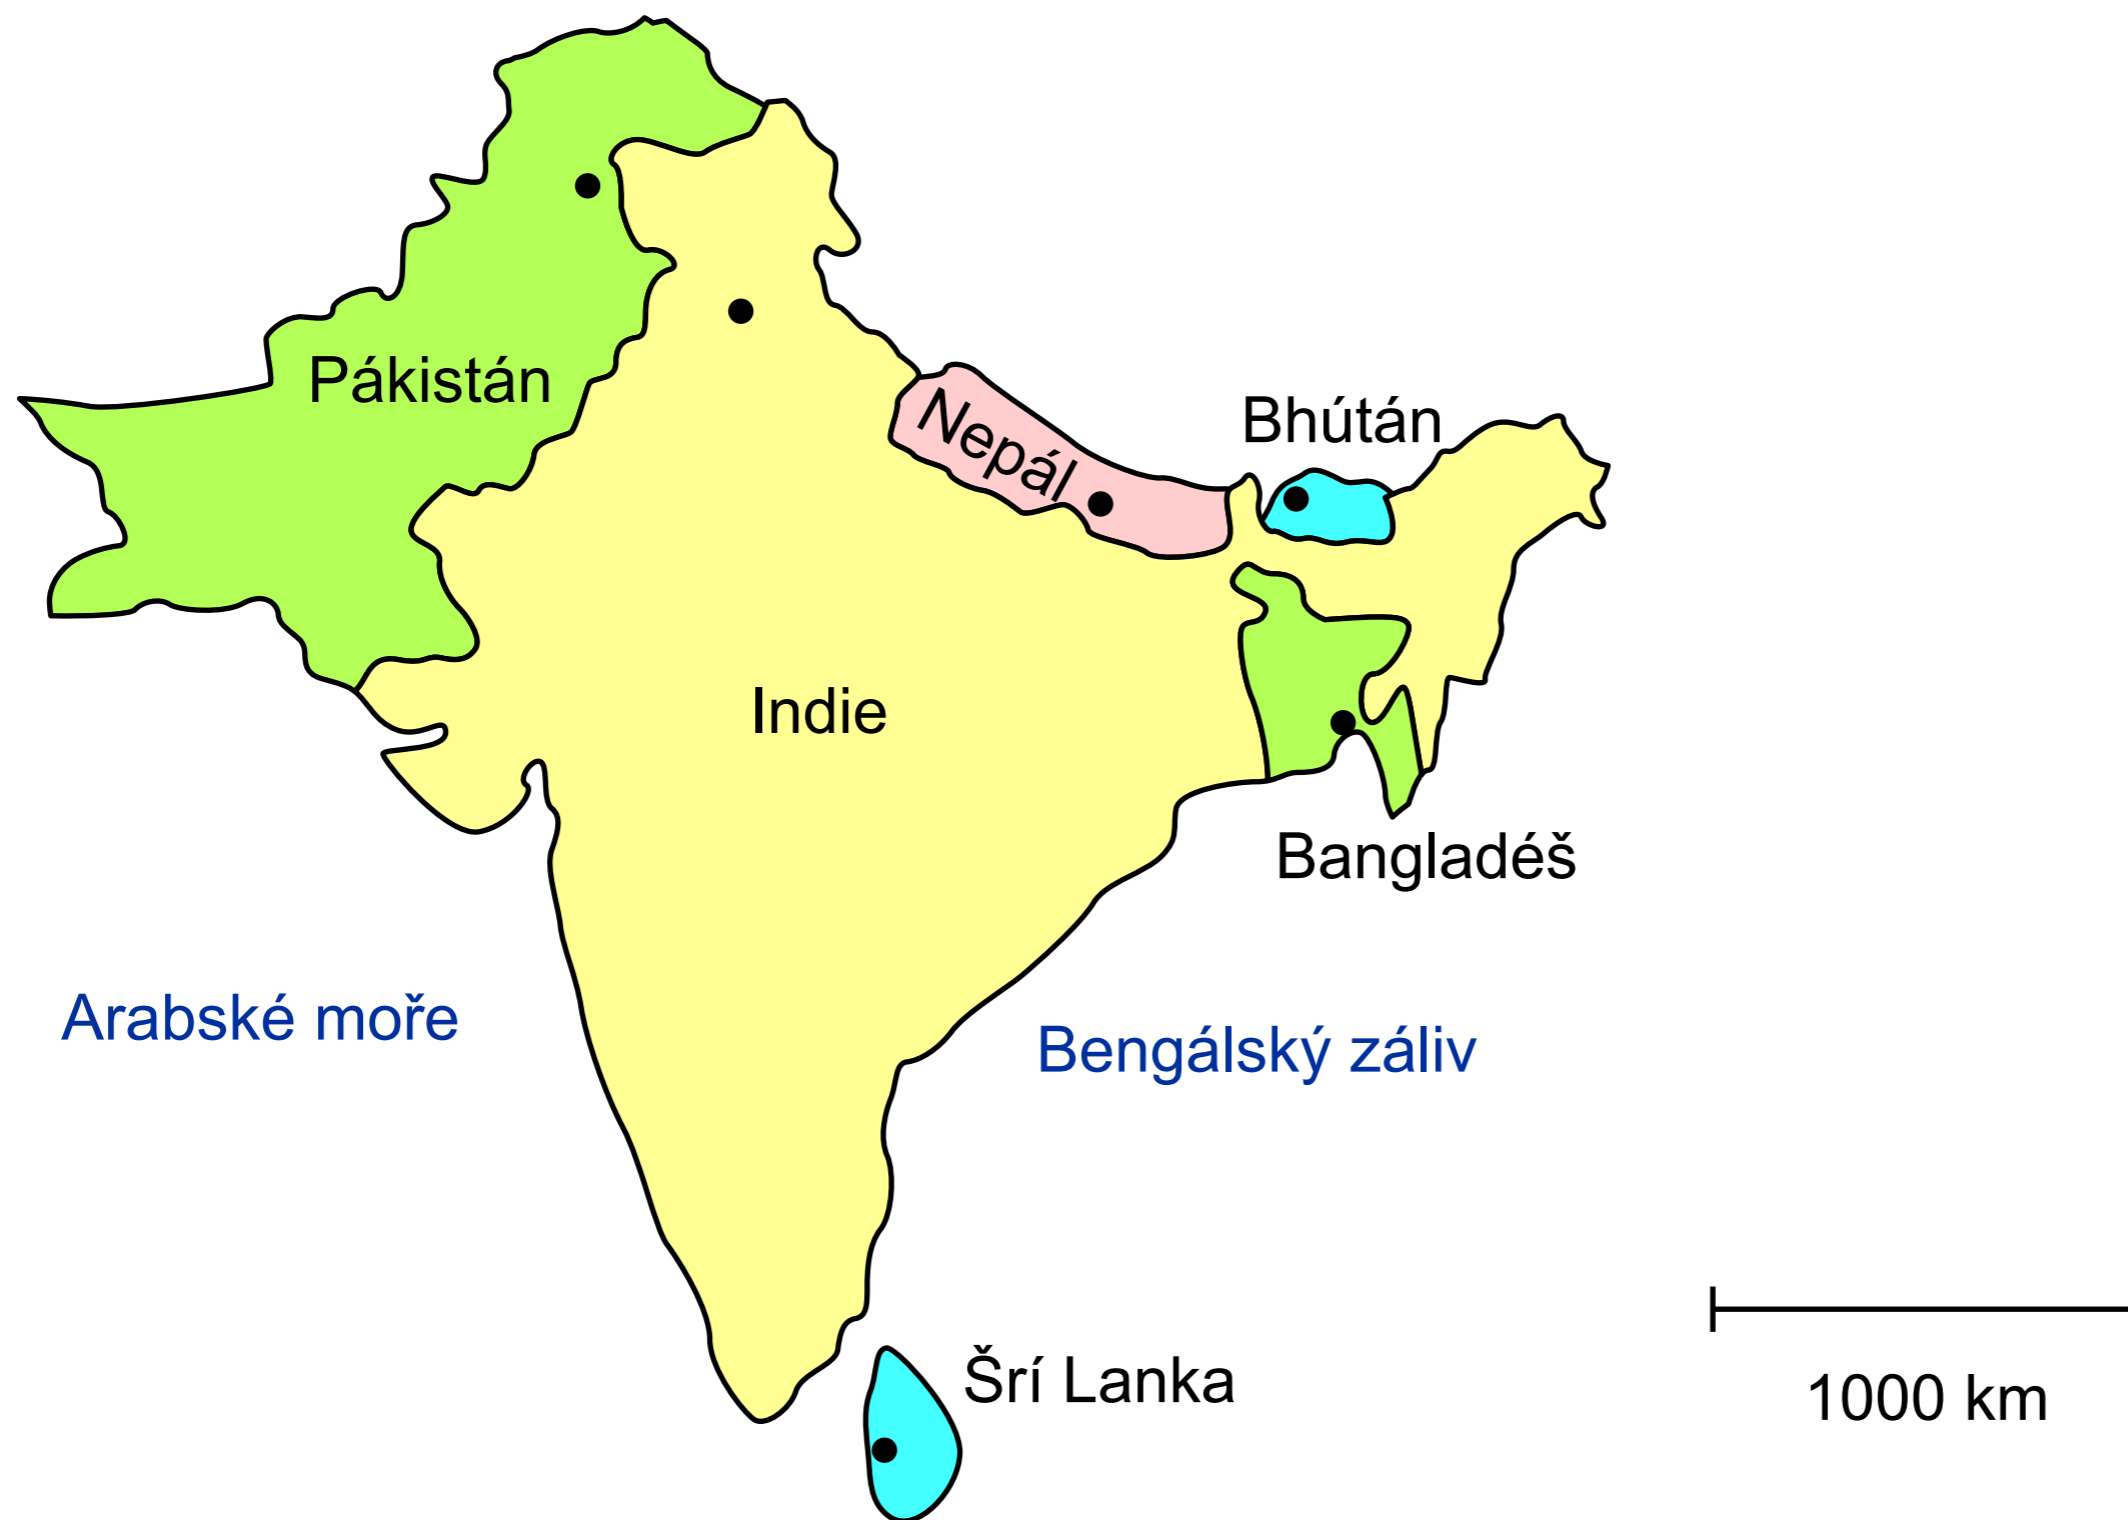 Pákistán
Nepál
Bhútán
Indie
Bangladéš
Arabské moře
Bengálský záliv
Šrí Lanka
1000 km